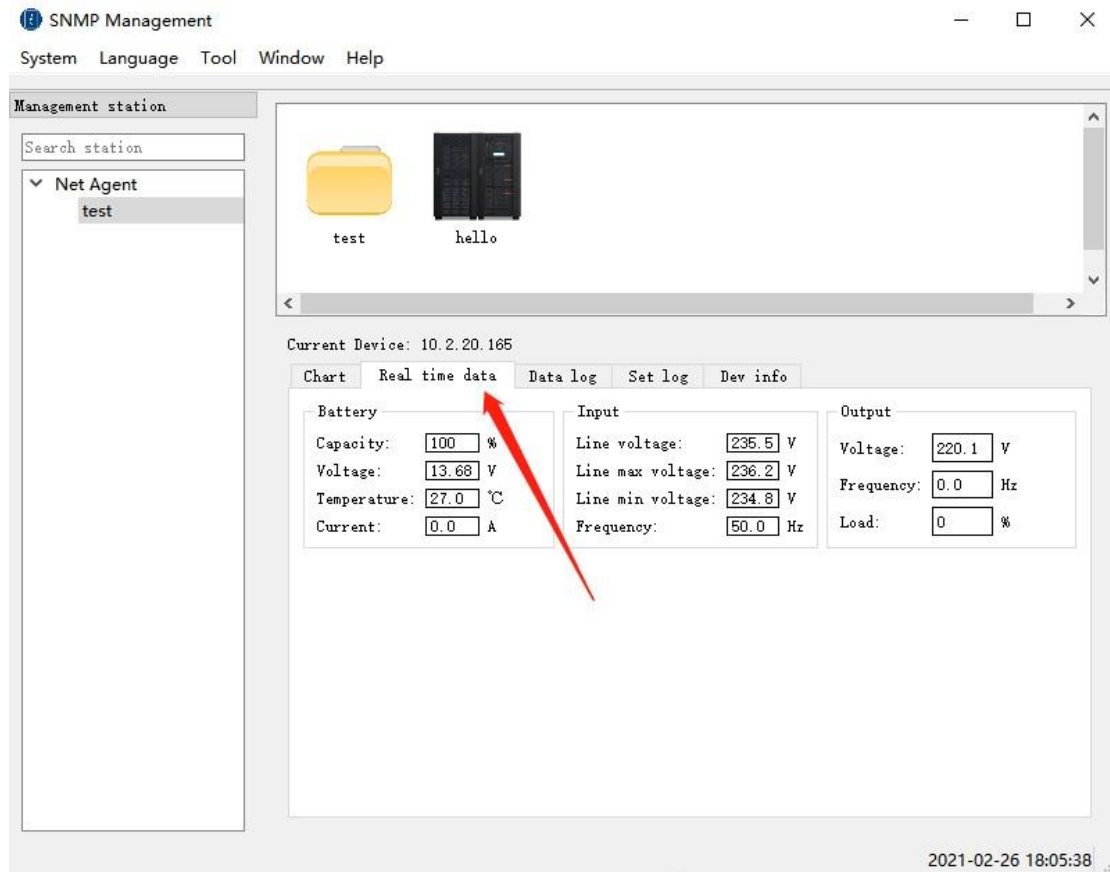 SNMP Management
System Language Tool Window Help
Management station
Search station
Net Agent
test
test hello
Current Device: 10.2.20.165
Chart Real time data Data log Set log Dev info
Battery
Capacity: 100 %
Voltage: 13.68 V
Temperature: 27.0 ℃
Current: 0.0 A
Input
Line voltage: 235.5 V
Line max voltage: 236.2 V
Line min voltage: 234.8 V
Frequency: 50.0 Hz
Output
Voltage: 220.1 V
Frequency: 0.0 Hz
Load: 0 %
2021-02-26 18:05:38